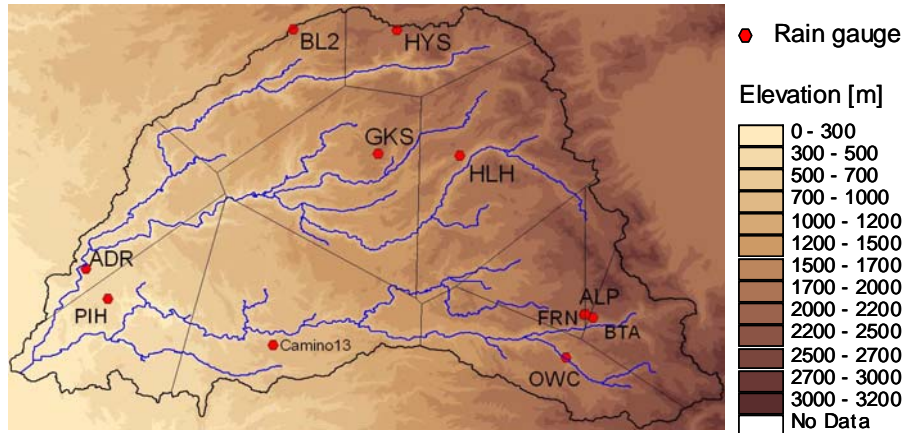 BL2
HYS
GKS
HLH
ADR
PIH
Camino13
ALP
FRN
BTA
OWC
Rain gauge
Elevation [m]
0 - 300
300 - 500
500 - 700
700 - 1000
1000 - 1200
1200 - 1500
1500 - 1700
1700 - 2000
2000 - 2200
2200 - 2500
2500 - 2700
2700 - 3000
3000 - 3200
No Data